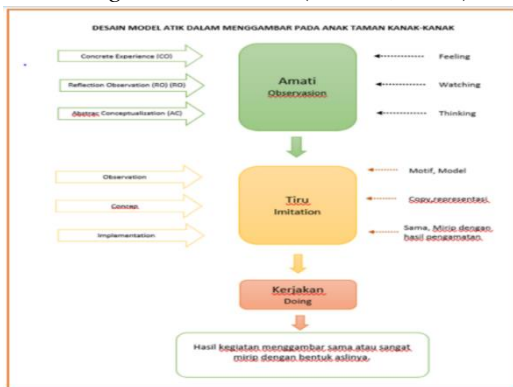 DESAIN MODEL ATIK DALAM MENGGAMBAR PADA ANAK TAMAN KANAK-KANAK
Concrete Experience (CO)
Reflection Observation (RO) (RO)
Conceptualization (AC)
Amati
Observasion
Feeling
Watching
Thinking
Observation
Concep
Implementation
Tiru
Imitation
Motif, Model
Copy,representasi.
Sama, Mirip dengan
hasil pengamatan.
Kerjakan
Doing
Hasil kegiatan menggambar sama atau sangat
mirip dengan bentuk aslinya.